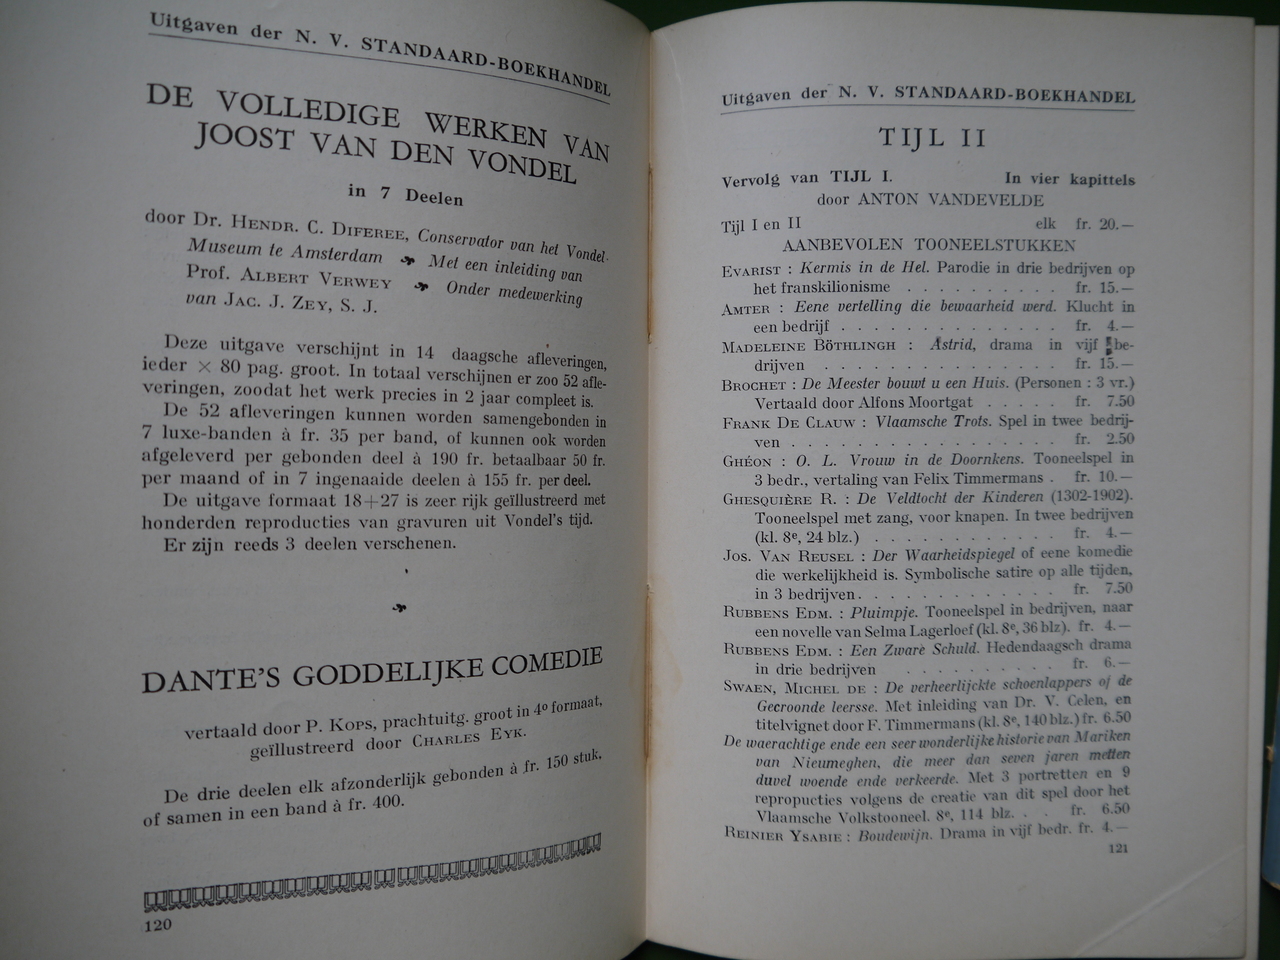 Uitgaven der N. V. STANDAARD-BOEKHANDEL
DE VOLLEDIGE WERKEN VAN
JOOST VAN DEN VONDEL
in 7 Deelen
door Dr. HENDR. C. DIFEREE, Conservator van het Vondel-
Museum te Amsterdam Met een inleiding van
Prof. ALBERT VERWEY Onder medewerking
van JAC. J. ZEY, S. J.
Deze uitgave verschijnt in 14 daagsche afleveringen,
ieder × 80 pag. groot. In totaal verschijnen er zoo 52 afle-
veringen, zoodat het werk precies in 2 jaar compleet is.
De 52 afleveringen kunnen worden samengebonden in
7 luxe-banden à fr. 35 per band, of kunnen ook worden
afgeleverd per gebonden deel à 190 fr. betaalbaar 50 fr.
per maand of in 7 ingenaaide deelen à 155 fr. per deel.
De uitgave formaat 18+27 is zeer rijk geïllustreerd met
honderden reproducties van gravuren uit Vondel's tijd.
Er zijn reeds 3 deelen verschenen.
DANTE'S GODDELIJKE COMEDIE
vertaald door P. KOPS, prachtuitg. groot in 4º formaat,
geïllustreerd door CHARLES EYK.
De drie deelen elk afzonderlijk gebonden à fr. 150 stuk.
of samen in een band à fr. 400.
120
Uitgaven der N. V. STANDAARD-BOEKHANDEL
TIJL II
Vervolg van TIJL I. In vier kapittels
door ANTON VANDEVELDE
Tijl I en II elk fr. 20.—
AANBEVOLEN TOONEELSTUKKEN
EVARIST : Kermis in de Hel. Parodie in drie bedrijven op
het franskilionisme . . . . . . . . . . fr. 15.—
AMTER : Eene vertelling die bewaarheid werd. Klucht in
een bedrijf . . . . . . . . . . . . . . fr. 4.—
MADELEINE BÖTHLINGH : Astrid, drama in vijf be-
drijven . . . . . . . . . . . . . . . fr. 15.—
BROCHET : De Meester bouwt u een Huis. (Personen : 3 vr.)
Vertaald door Alfons Moortgat . . . . . fr. 7.50
FRANK DE CLAUW : Vlaamsche Trots. Spel in twee bedrij-
ven . . . . . . . . . . . . . . . . . fr. 2.50
GHÉON : O. L. Vrouw in de Doornkens. Tooneelspel in
3 bedr., vertaling van Felix Timmermans . fr. 10.—
GHESQUIÈRE R. : De Veldtocht der Kinderen (1302-1902).
Tooneelspel met zang, voor knapen. In twee bedrijven
(kl. 8e, 24 blz.) . . . . . . . . . . . . fr. 4.—
JOS. VAN REUSEL : Der Waarheidspiegel of eene komedie
die werkelijkheid is. Symbolische satire op alle tijden,
in 3 bedrijven. . . . . . . . . . . . . fr. 7.50
RUBBENS EDM. : Pluimpje. Tooneelspel in bedrijven, naar
een novelle van Selma Lagerloef (kl. 8e, 36 blz). fr. 4.—
RUBBENS EDM. : Een Zware Schuld. Hedendaagsch drama
in drie bedrijven . . . . . . . . . fr. 6.—
SWAEN, MICHEL DE : De verheerlijckte schoenlappers of de
Gecroonde leersse. Met inleiding van Dr. V. Celen, en
titelvignet door F. Timmermans (kl. 8e, 140 blz.) fr. 6.50
De waerachtige ende een seer wonderlijke historie van Mariken
van Nieumeghen, die meer dan seven jaren metten
duvel woende ende verkeerde. Met 3 portretten en 9
repropucties volgens de creatie van dit spel door het
Vlaamsche Volkstooneel. 8e, 114 blz. . . fr. 6.50
REINIER YSABIE : Boudewijn. Drama in vijf bedr. fr. 4.—
121